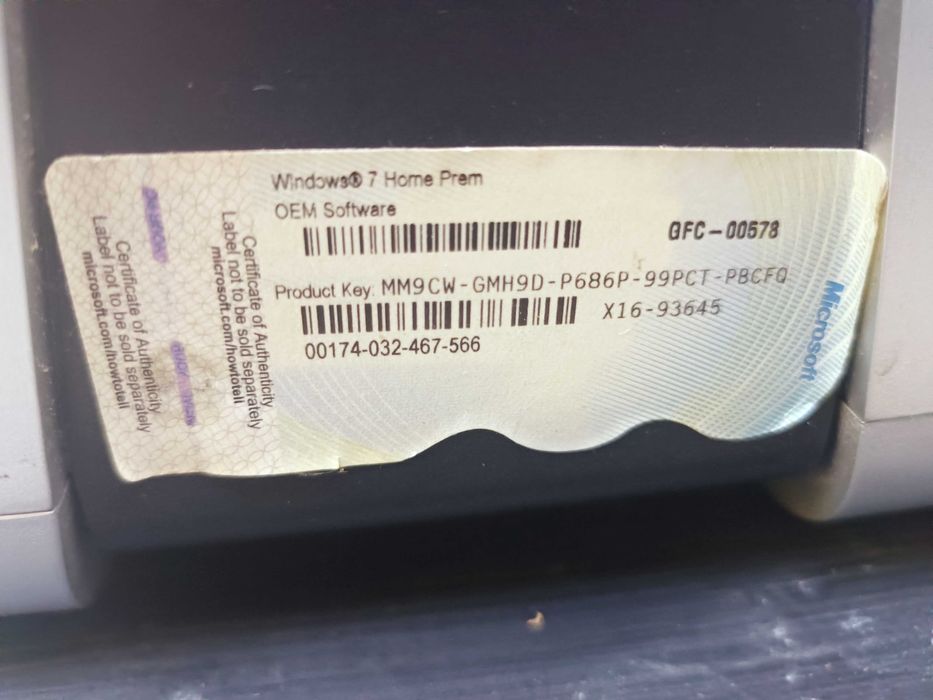 Windows® 7 Home Prem
OEM Software
QFC-00578
Product Key: MM9CW-GMH9D-P686P-99PCT-PBCFQ
X16-93645
00174-032-467-566
Microsoft
Certificate of Authenticity
Label not to be sold separately
microsoft.com/howtotell
Certificate of Authenticity
Label not to be sold separately
microsoft.com/howtotell